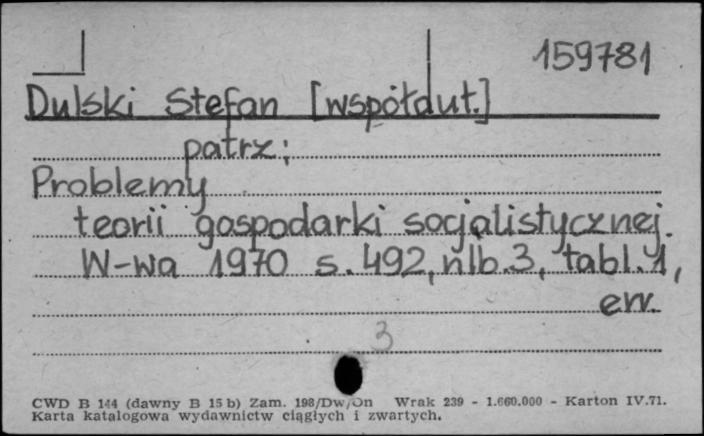 159781
Dulski Stefan [współaut.]
patrz:
Problemy
teorii gospodarki socjalistycznej.
W-wa 1970 s. 492, nlb. 3, tabl. 1,
err.
3
CWD B 144 (dawny B 15 b) Zam. 198/Dw/On Wrak 239 - 1.660.000 - Karton IV.71.
Karta katalogowa wydawnictw ciągłych i zwartych.